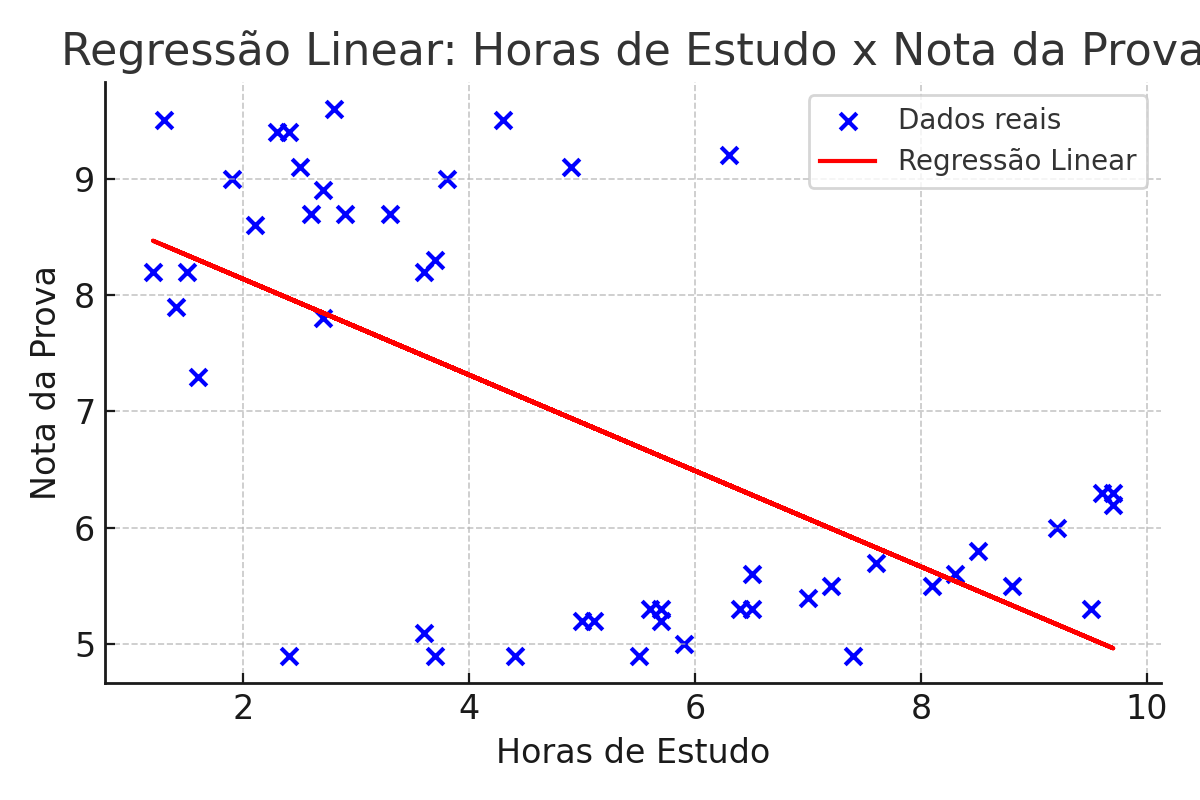 Regressão Linear: Horas de Estudo x Nota da Prova
Dados reais
Regressão Linear
Nota da Prova
9
8
7
6
5
2
4
6
8
10
Horas de Estudo